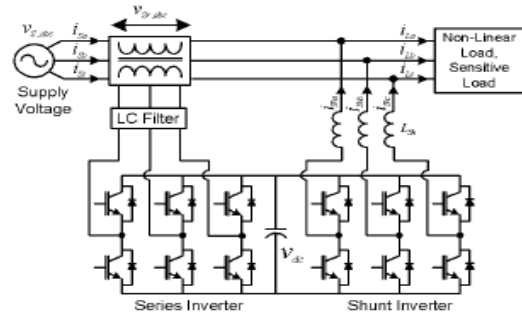 v_Sr,abc
v_S,abc
i_Sa
i_Sb
i_Sc
Supply
Voltage
LC Filter
i_La
i_Lb
i_Lc
Non-Linear
Load,
Sensitive
Load
i_Sha
i_Shb
i_Shc
L_Sh
V_dc
Series Inverter
Shunt Inverter